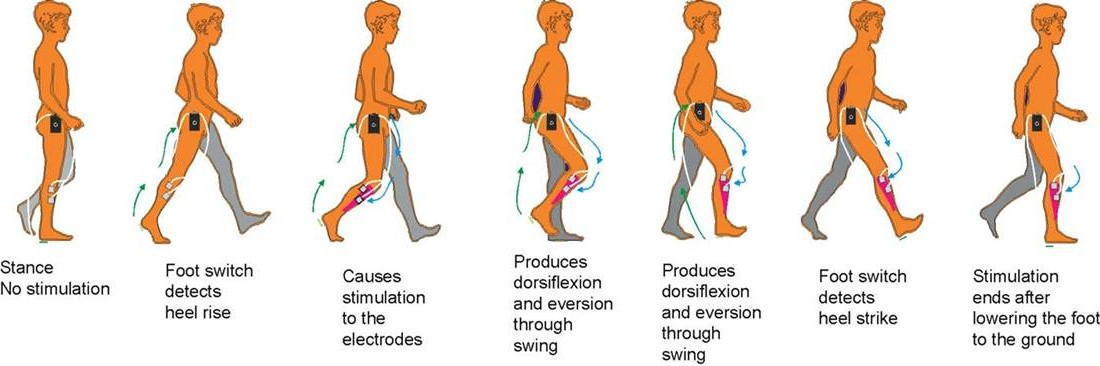 Stance
No stimulation
Foot switch
detects
heel rise
Causes
stimulation
to the
electrodes
Produces
dorsiflexion
and eversion
through
swing
Produces
dorsiflexion
and eversion
through
swing
Foot switch
detects
heel strike
Stimulation
ends after
lowering the foot
to the ground